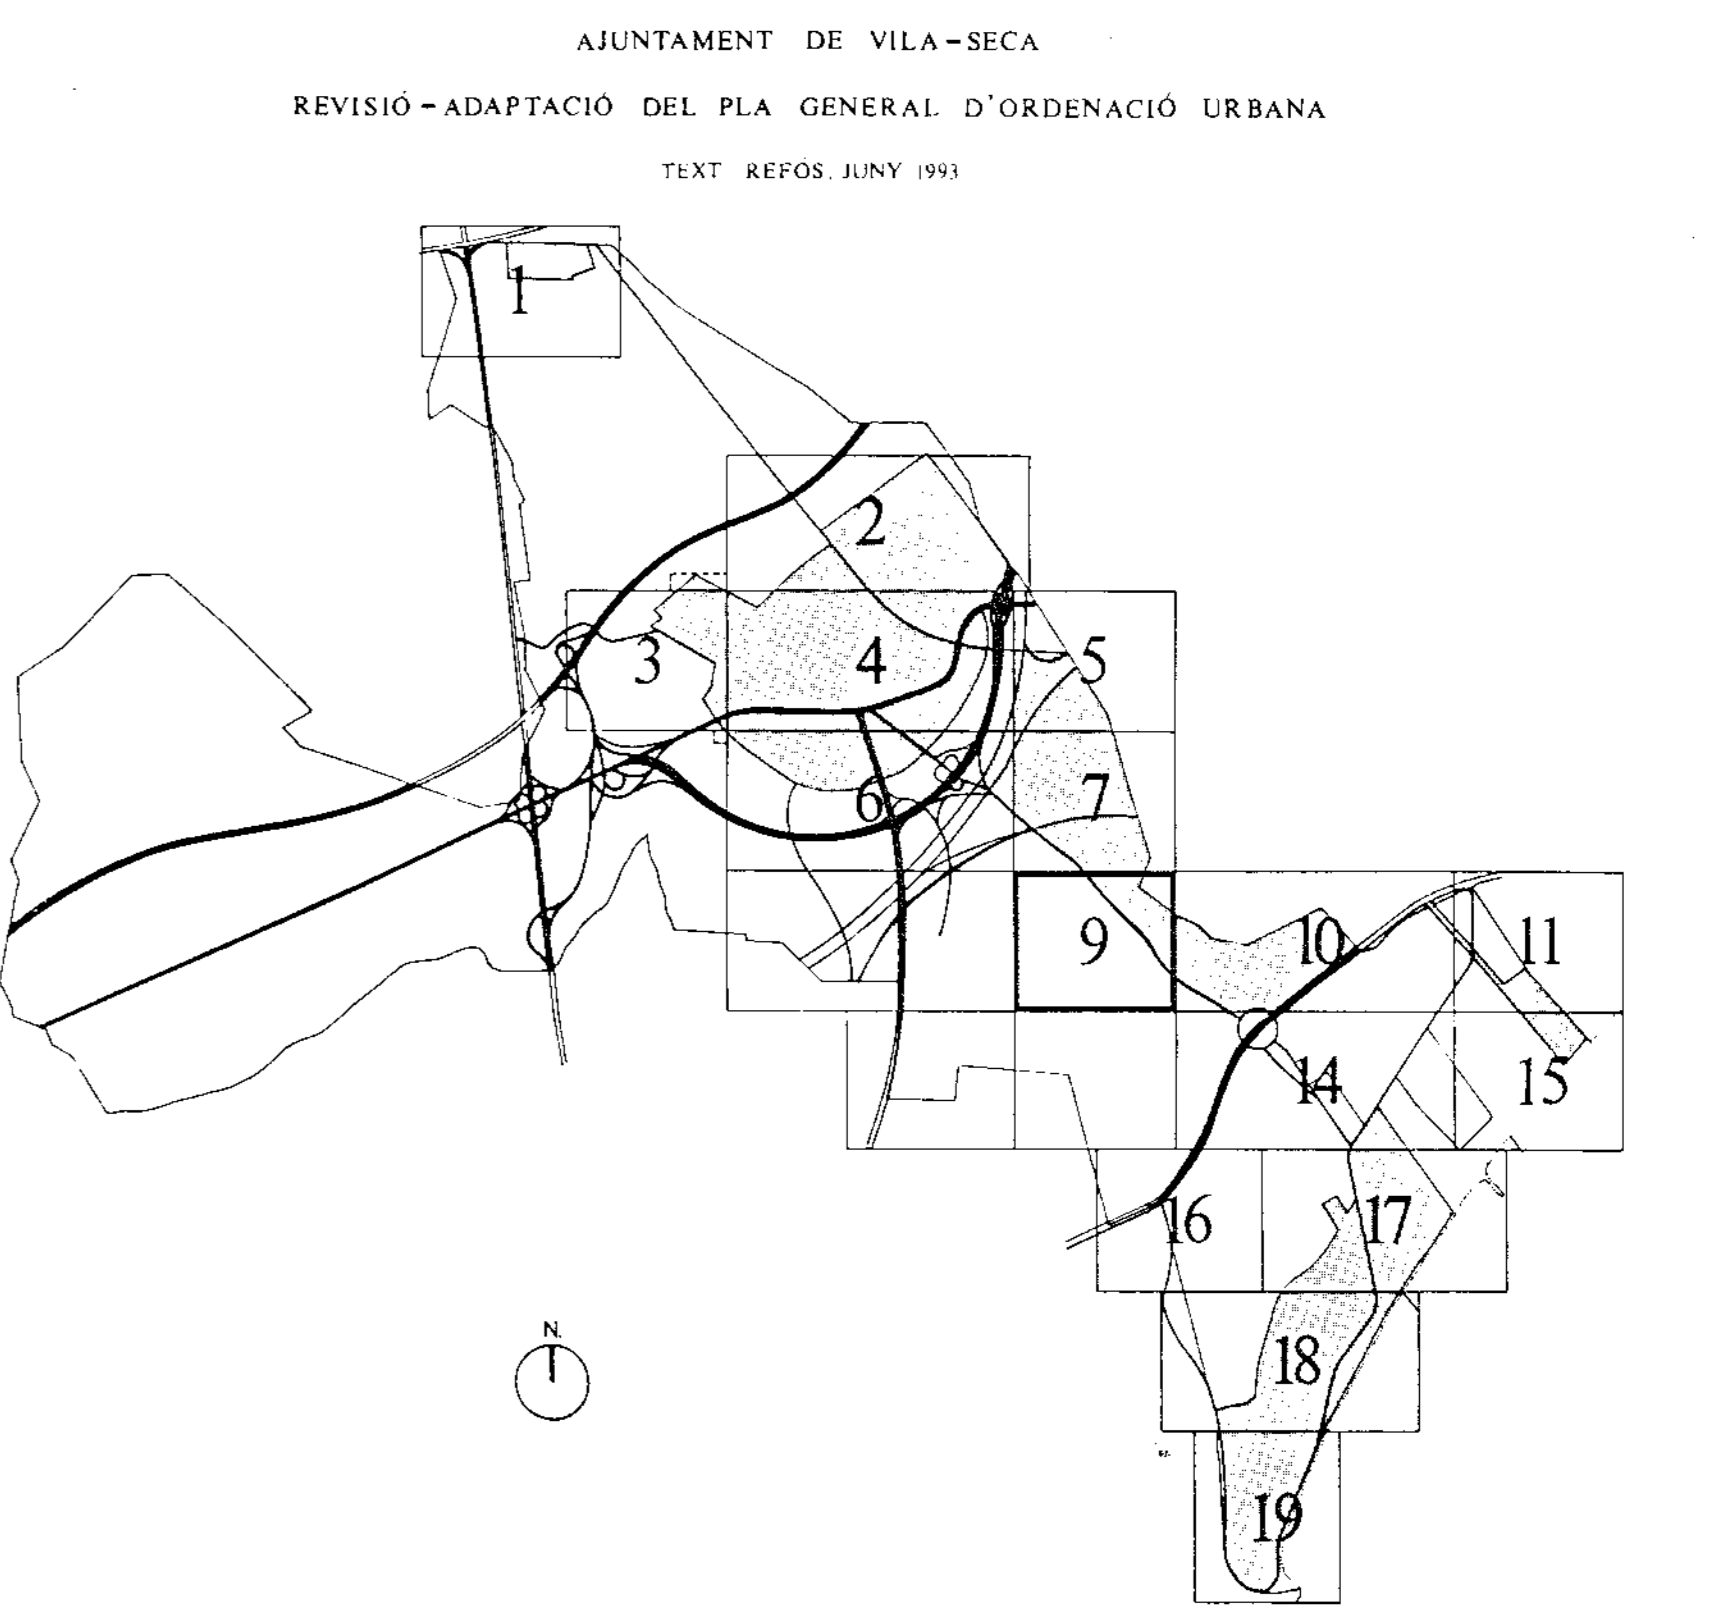 AJUNTAMENT DE VILA-SECA
REVISIÓ-ADAPTACIÓ DEL PLA GENERAL D'ORDENACIÓ URBANA
TEXT REFÓS, JUNY 1993
1
2
3 4 5
6 7
9 10 11
14 15
16 17
N.
18
19